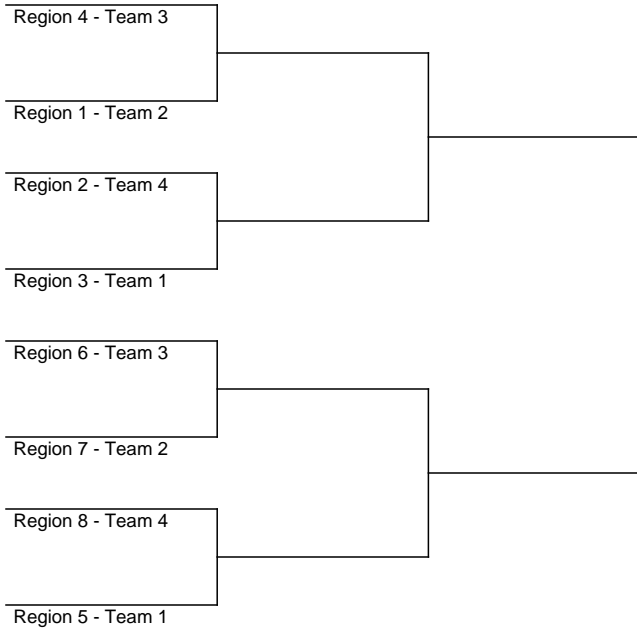 Region 4 - Team 3
Region 1 - Team 2
Region 2 - Team 4
Region 3 - Team 1
Region 6 - Team 3
Region 7 - Team 2
Region 8 - Team 4
Region 5 - Team 1